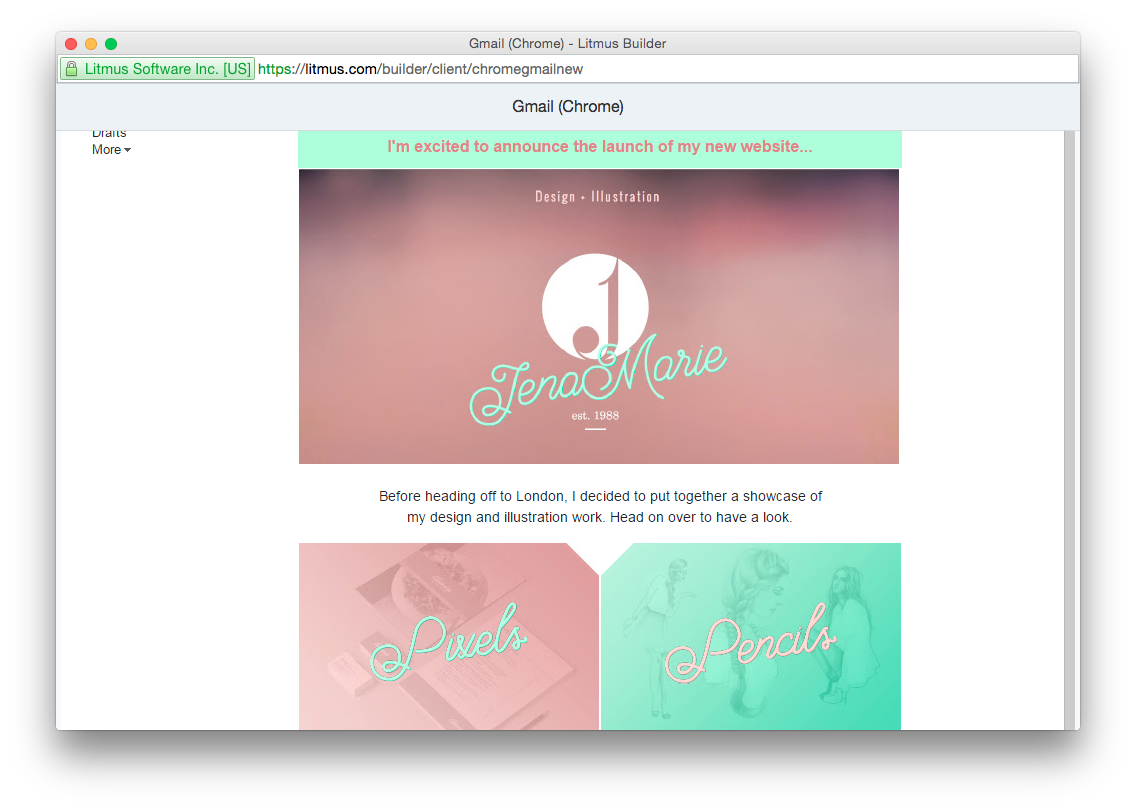 Gmail (Chrome) - Litmus Builder
Litmus Software Inc. [US] https://litmus.com/builder/client/chromegmailnew
Gmail (Chrome)
Drafts
More
I'm excited to announce the launch of my new website...
Design + Illustration
J
JenaMarie
est. 1988
Before heading off to London, I decided to put together a showcase of
my design and illustration work. Head on over to have a look.
Pixels
Pencils